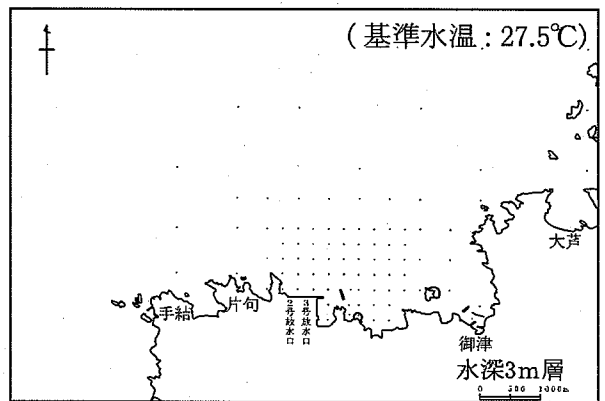 (基準水温：27.5℃)
大芦
手結
片句
2号放水口
3号放水口
御津
水深3m層
0 500 1000m